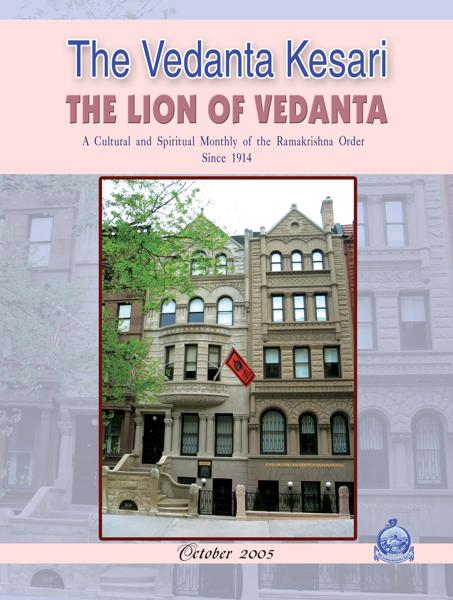 The Vedanta Kesari
THE LION OF VEDANTA
A Cultural and Spiritual Monthly of the Ramakrishna Order
Since 1914
October 2005